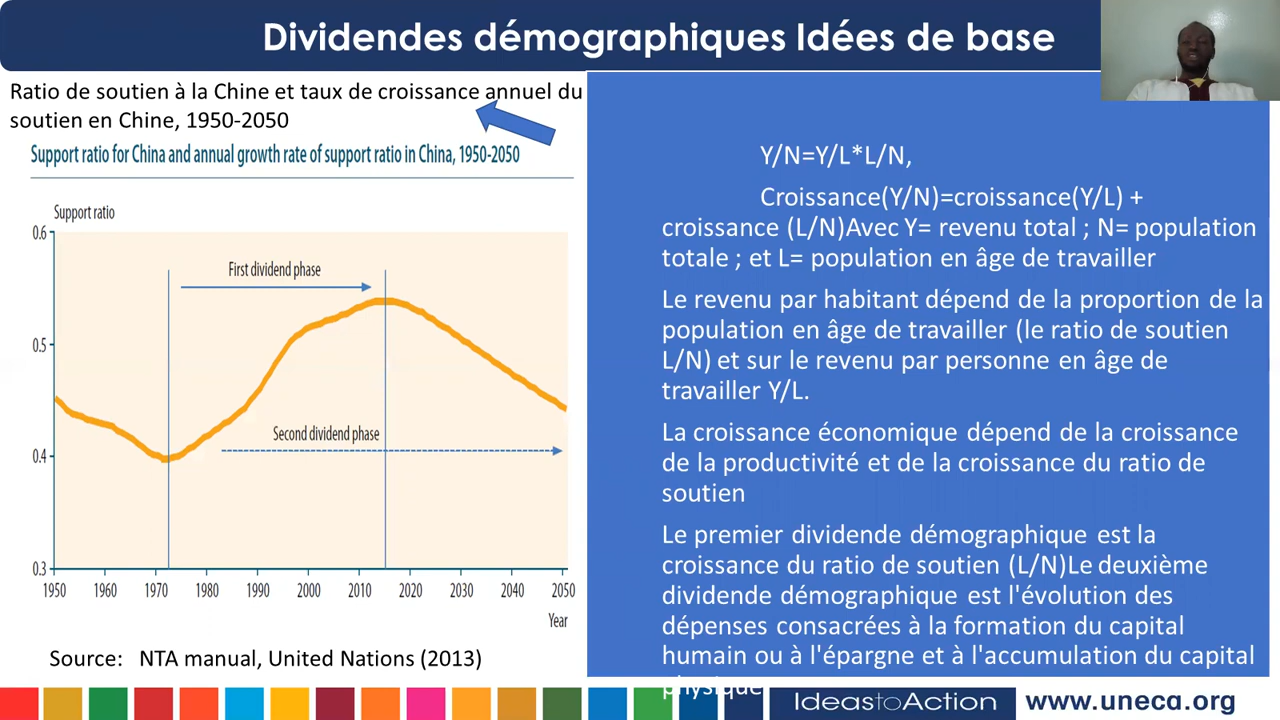 Dividendes démographiques Idées de base
Ratio de soutien à la Chine et taux de croissance annuel du
soutien en Chine, 1950-2050
Support ratio for China and annual growth rate of support ratio in China, 1950-2050
Support ratio
0.6
0.5
0.4
0.3
First dividend phase
Second dividend phase
1950 1960 1970 1980 1990 2000 2010 2020 2030 2040 2050
Year
Source: NTA manual, United Nations (2013)
Y/N=Y/L*L/N,
Croissance(Y/N)=croissance(Y/L) +
croissance (L/N)Avec Y= revenu total ; N= population
totale ; et L= population en âge de travailler
Le revenu par habitant dépend de la proportion de la
population en âge de travailler (le ratio de soutien
L/N) et sur le revenu par personne en âge de
travailler Y/L.
La croissance économique dépend de la croissance
de la productivité et de la croissance du ratio de
soutien
Le premier dividende démographique est la
croissance du ratio de soutien (L/N)Le deuxième
dividende démographique est l'évolution des
dépenses consacrées à la formation du capital
humain ou à l'épargne et à l'accumulation du capital
physique
IdeastoAction
www.uneca.org